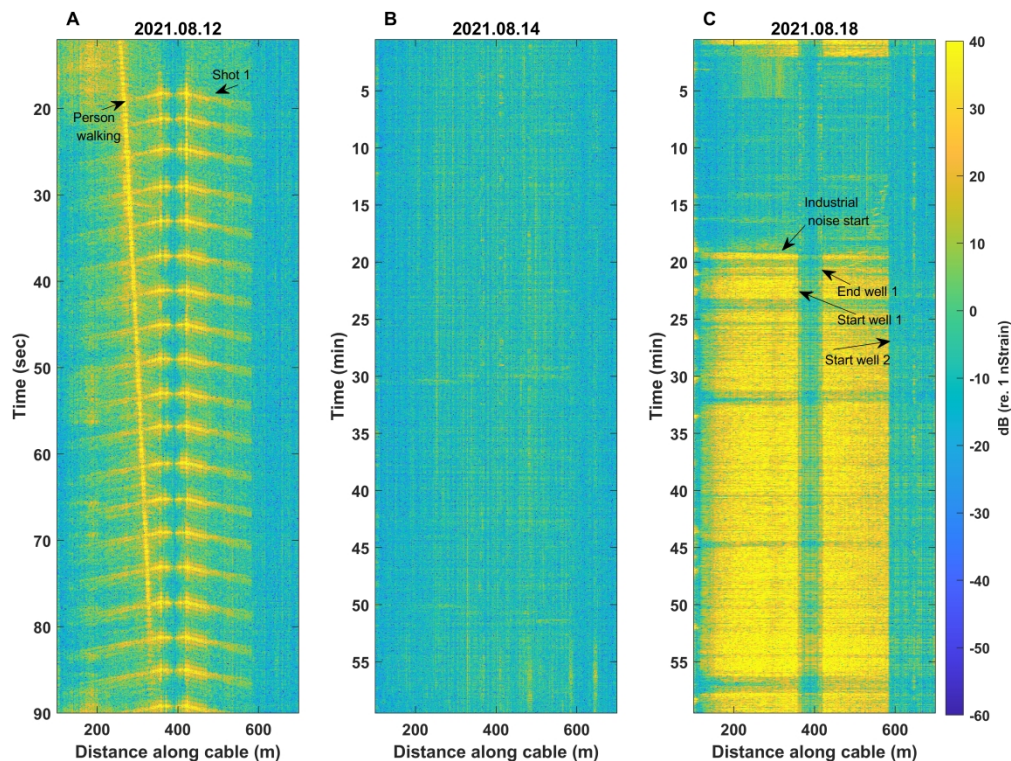 A
2021.08.12
Shot 1
Person
walking
20
30
40
50
60
70
80
90
Time (sec)
200
400
600
Distance along cable (m)
B
2021.08.14
5
10
15
20
25
30
35
40
45
50
55
Time (min)
200
400
600
Distance along cable (m)
C
2021.08.18
Industrial
noise start
End well 1
Start well 1
Start well 2
5
10
15
20
25
30
35
40
45
50
55
Time (min)
200
400
600
Distance along cable (m)
40
30
20
10
0
-10
-20
-30
-40
-50
-60
dB (re. 1 nStrain)